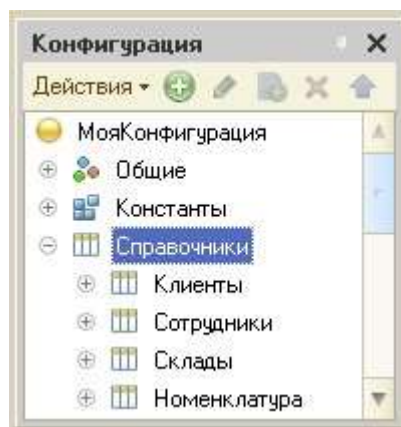 Конфигурация
Действия
МояКонфигурация
Общие
Константы
Справочники
Клиенты
Сотрудники
Склады
Номенклатура